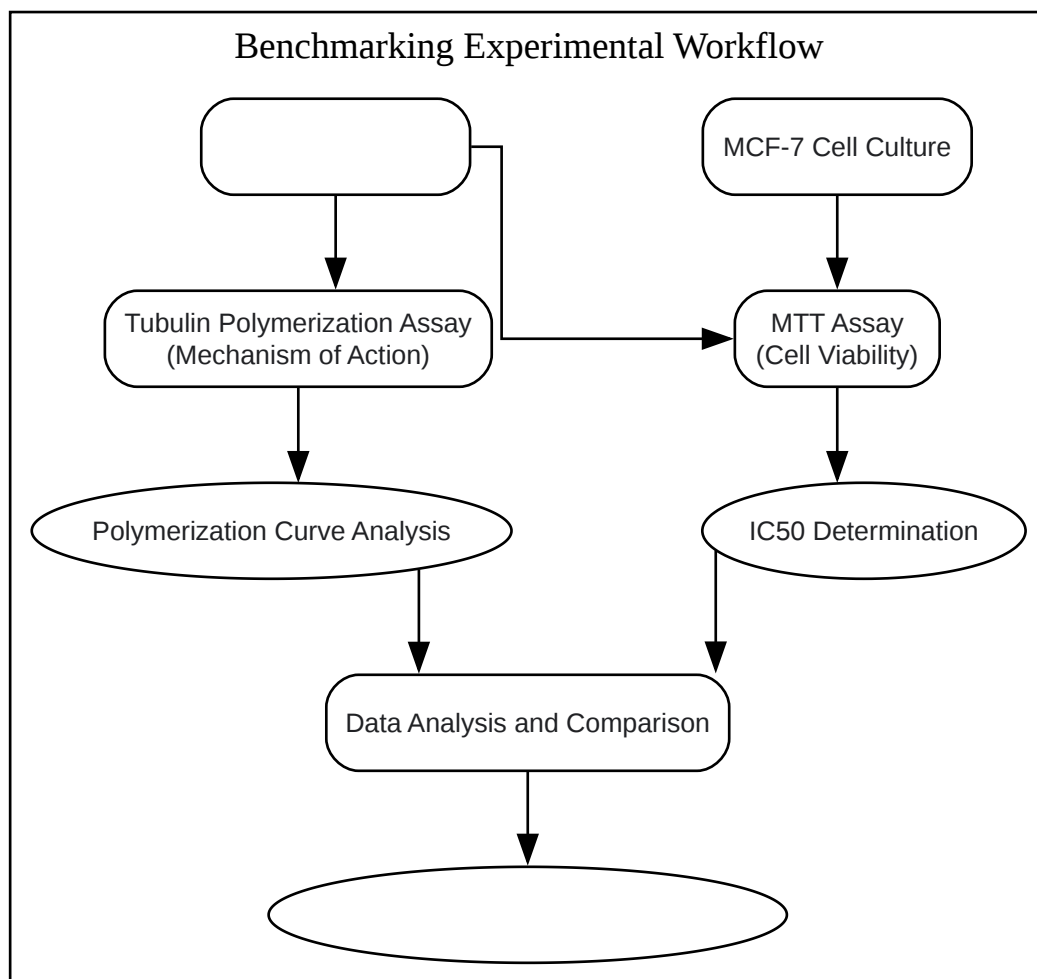 Benchmarking Experimental Workflow
MCF-7 Cell Culture
Tubulin Polymerization Assay
(Mechanism of Action)
MTT Assay
(Cell Viability)
Polymerization Curve Analysis
IC50 Determination
Data Analysis and Comparison